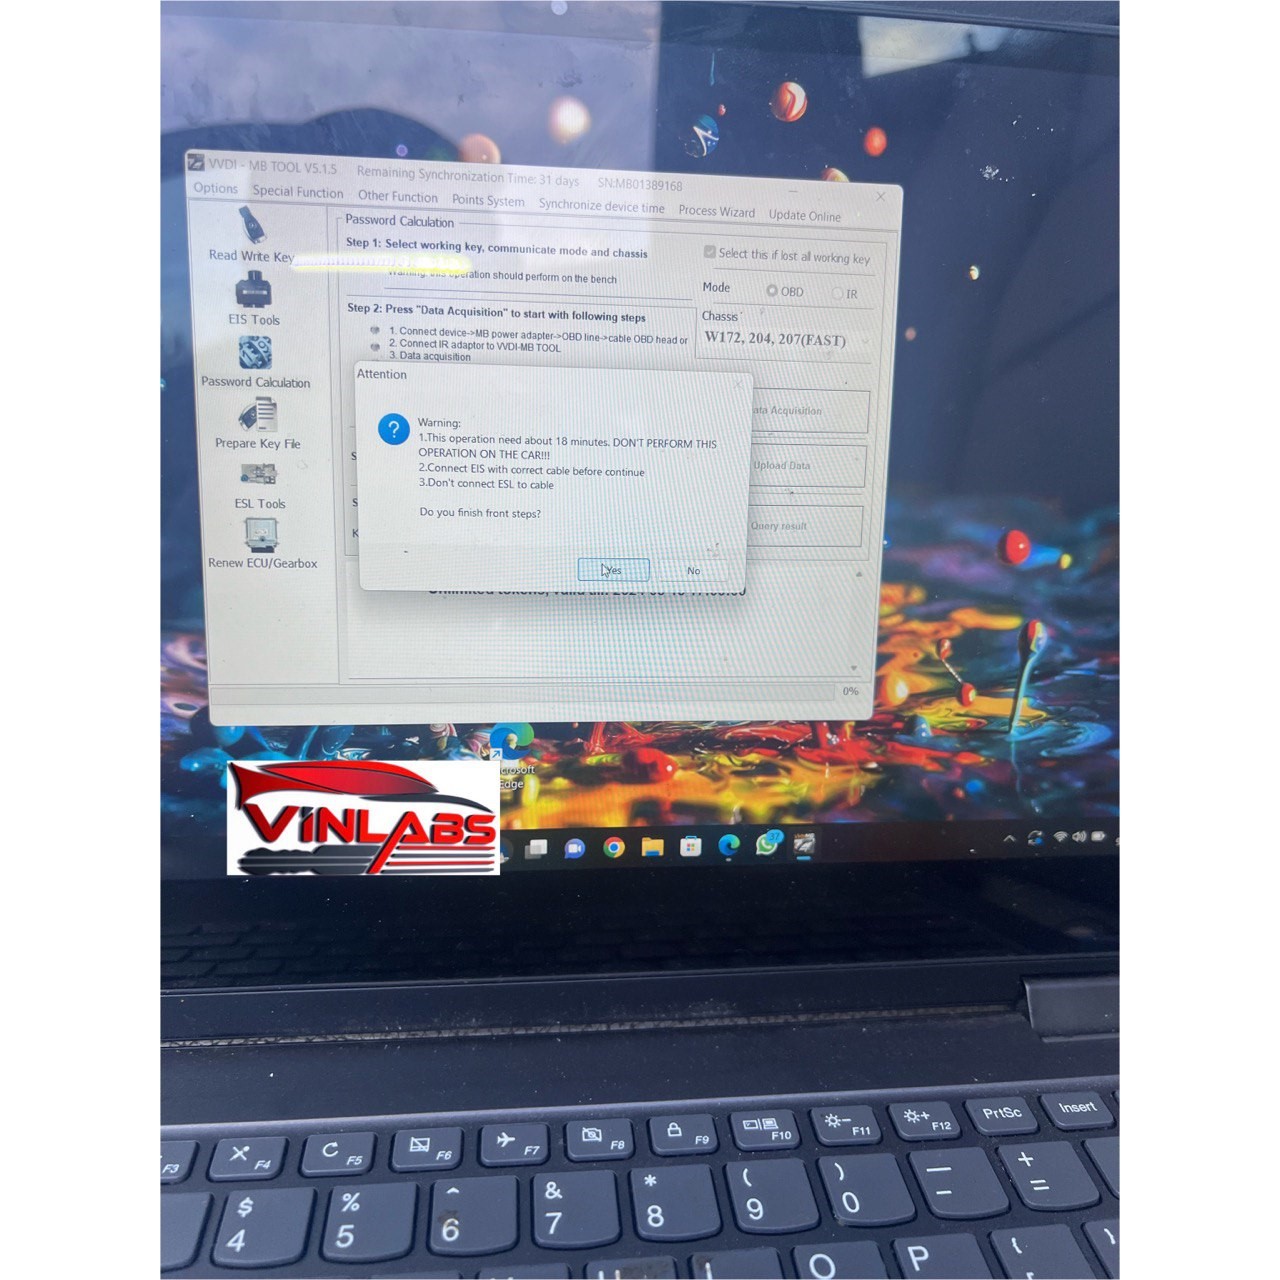 VVDI - MB TOOL V5.1.5 Remaining Synchronization Time: 31 days SN:MB01389168
Options Special Function Other Function Points System Synchronize device time Process Wizard Update Online
Read Write Key
EIS Tools
Password Calculation
Prepare Key File
ESL Tools
Renew ECU/Gearbox
Password Calculation
Step 1: Select working key, communicate mode and chassis
operation should perform on the bench
Select this if lost all working key
Mode OBD IR
Chassis
W172, 204, 207(FAST)
Step 2: Press "Data Acquisition" to start with following steps
1. Connect device->MB power adapter->OBD line->cable OBD head or
2. Connect IR adaptor to VVDI-MB TOOL
3. Data acquisition
ata Acquisition
Upload Data
Query result
S
S
K
Attention
?
Warning:
1.This operation need about 18 minutes. DON'T PERFORM THIS
OPERATION ON THE CAR!!!
2.Connect EIS with correct cable before continue
3.Don't connect ESL to cable
Do you finish front steps?
Yes No
0%
crosoft
Edge
VINLABS
37
F3 F4 F5 F6 F7 F8 F9 F10 F11 F12 PrtSc Insert
$ % ^ & * ( ) — +
4 5 6 7 8 9 0 - =
U I O P {
}